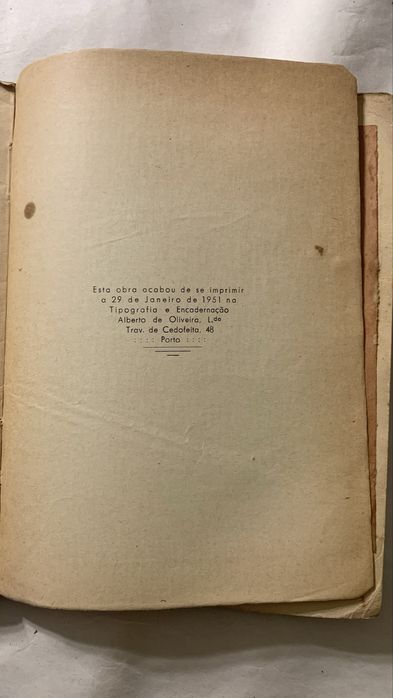 Esta obra acabou de se imprimir
a 29 de Janeiro de 1951 na
Tipografia e Encadernação
Alberto de Oliveira, L.da
Trav. de Cedofeita, 48
:::: Porto ::::